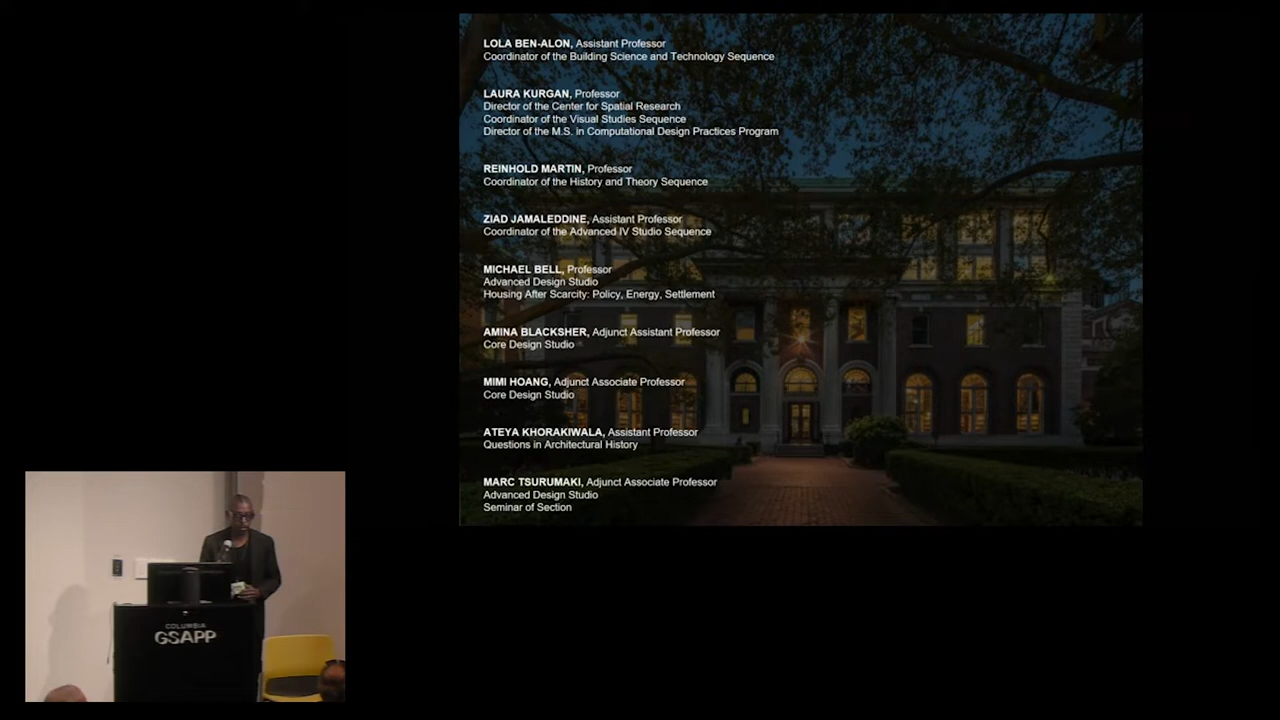 LOLA BEN-ALON, Assistant Professor
Coordinator of the Building Science and Technology Sequence
LAURA KURGAN, Professor
Director of the Center for Spatial Research
Coordinator of the Visual Studies Sequence
Director of the M.S. in Computational Design Practices Program
REINHOLD MARTIN, Professor
Coordinator of the History and Theory Sequence
ZIAD JAMALEDDINE, Assistant Professor
Coordinator of the Advanced IV Studio Sequence
MICHAEL BELL, Professor
Advanced Design Studio
Housing After Scarcity: Policy, Energy, Settlement
AMINA BLACKSHER, Adjunct Assistant Professor
Core Design Studio
MIMI HOANG, Adjunct Associate Professor
Core Design Studio
ATEYA KHORAKIWALA, Assistant Professor
Questions in Architectural History
MARC TSURUMAKI, Adjunct Associate Professor
Advanced Design Studio
Seminar of Section
COLUMBIA
GSAPP